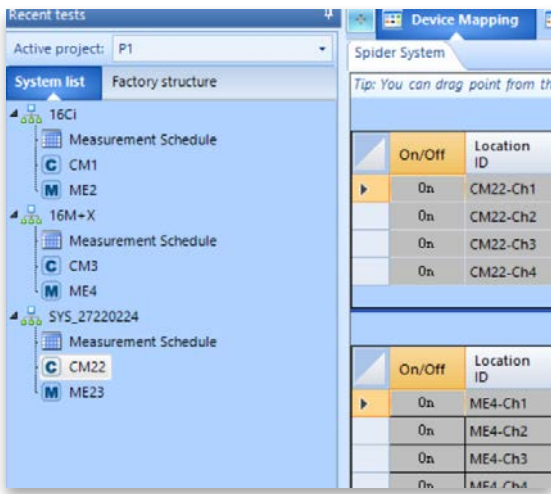 Recent tests
Active project: P1
System list Factory structure
16Ci
Measurement Schedule
C CM1
M ME2
16M+X
Measurement Schedule
C CM3
M ME4
SYS_27220224
Measurement Schedule
C CM22
M ME23
Device Mapping
Spider System
Tip: You can drag point from th
On/Off Location ID
On CM22-Ch1
On CM22-Ch2
On CM22-Ch3
On CM22-Ch4
On/Off Location ID
On ME4-Ch1
On ME4-Ch2
On ME4-Ch3
On ME4-Ch4